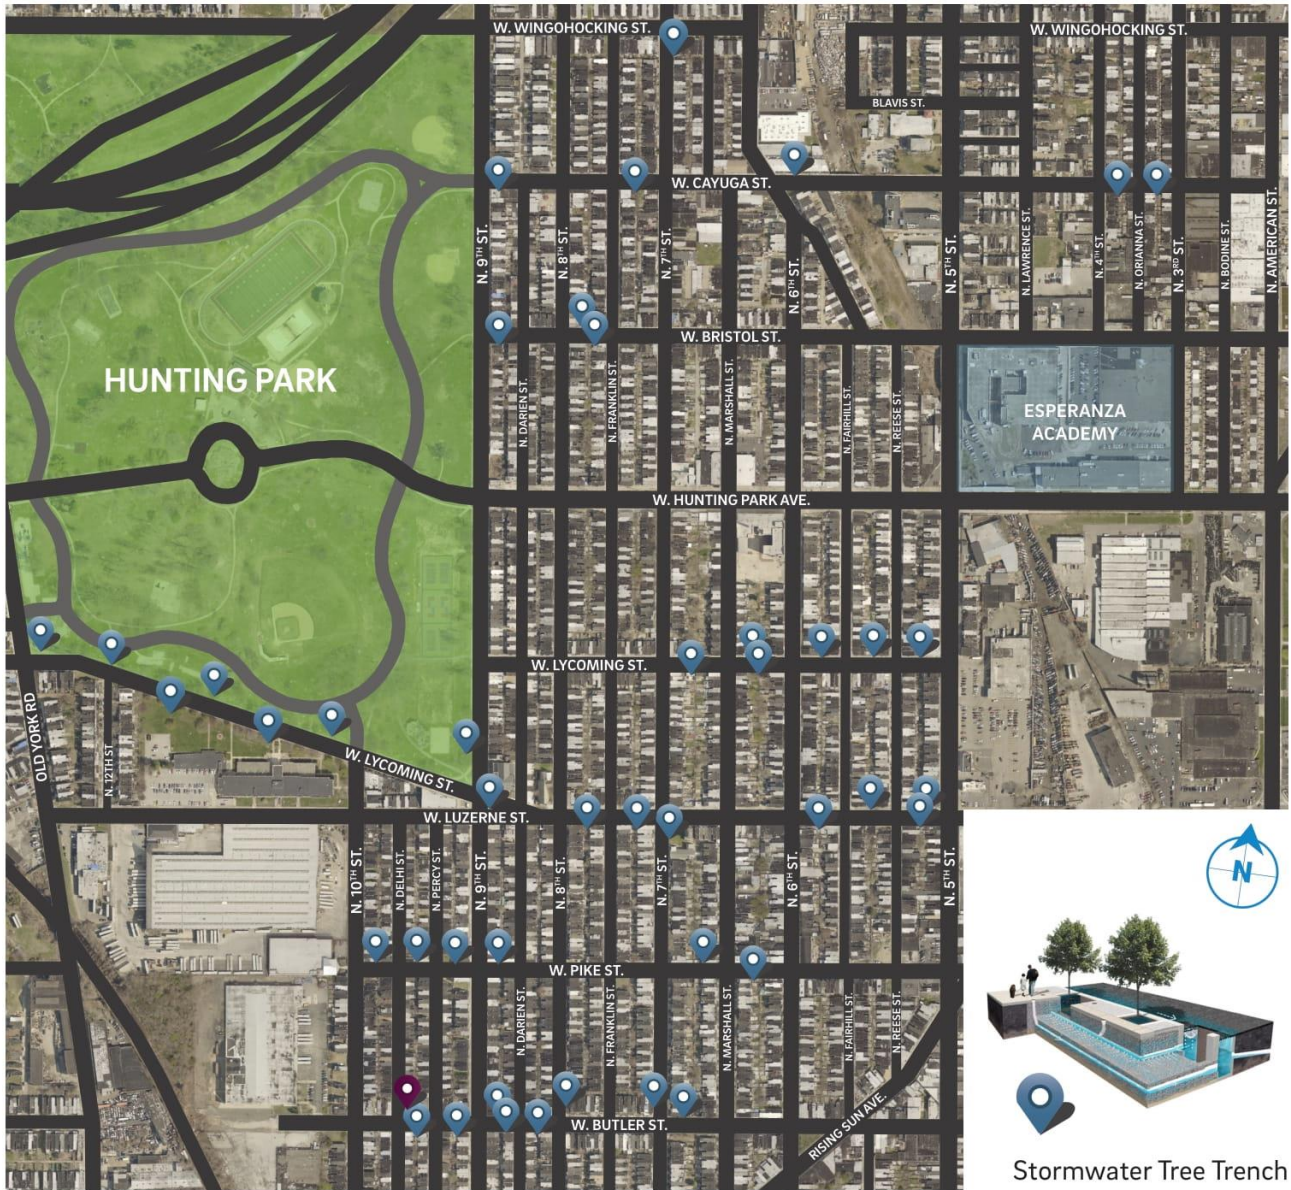 W. WINGOHOCKING ST.
W. WINGOHOCKING ST.
BLAVIS ST.
W. CAYUGA ST.
N. 9TH ST.
N. 8TH ST.
N. 7TH ST.
N. 6TH ST.
N. 5TH ST.
N. LAWRENCE ST.
N. 4TH ST.
N. ORIANNA ST.
N. 3RD ST.
N. BODINE ST.
N. AMERICAN ST.
W. BRISTOL ST.
HUNTING PARK
N. DARIEN ST.
N. FRANKLIN ST.
N. MARSHALL ST.
N. FAIRHILL ST.
N. REESE ST.
ESPERANZA
ACADEMY
W. HUNTING PARK AVE.
W. LYCOMING ST.
OLD YORK RD
N. 12TH ST
W. LYCOMING ST.
W. LUZERNE ST.
N. 10TH ST.
N. DELHI ST.
N. PERCY ST.
N. 9TH ST.
N. 8TH ST.
N. 7TH ST.
N. 6TH ST.
N. 5TH ST.
N
W. PIKE ST.
N. DARIEN ST.
N. FRANKLIN ST.
N. MARSHALL ST.
N. FAIRHILL ST.
N. REESE ST.
W. BUTLER ST.
RISING SUN AVE.
Stormwater Tree Trench